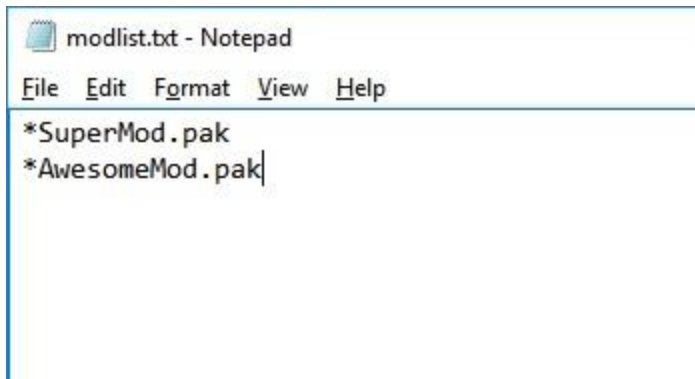 modlist.txt - Notepad
File Edit Format View Help
*SuperMod.pak
*AwesomeMod.pak